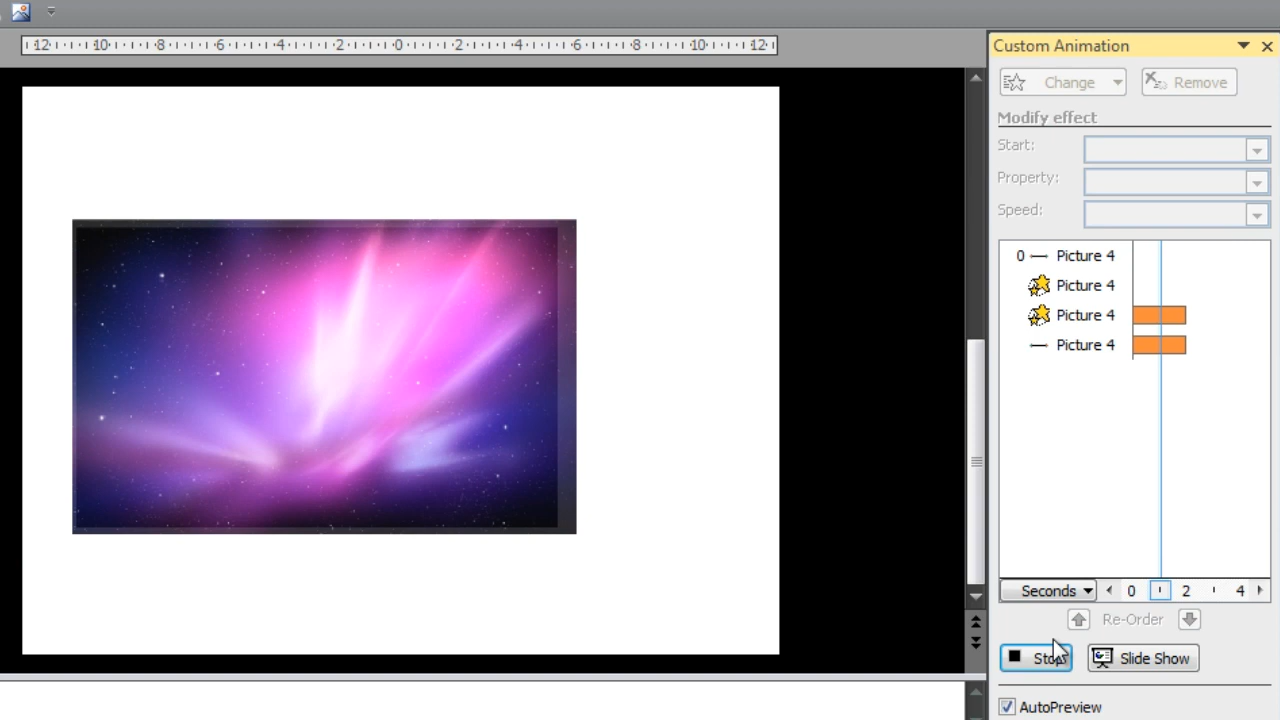 12 10 8 6 4 2 0 2 4 6 8 10 12
Custom Animation
Change Remove
Modify effect
Start:
Property:
Speed:
0 Picture 4
Picture 4
Picture 4
Picture 4
Seconds 0 2 4
Re-Order
Stop Slide Show
AutoPreview